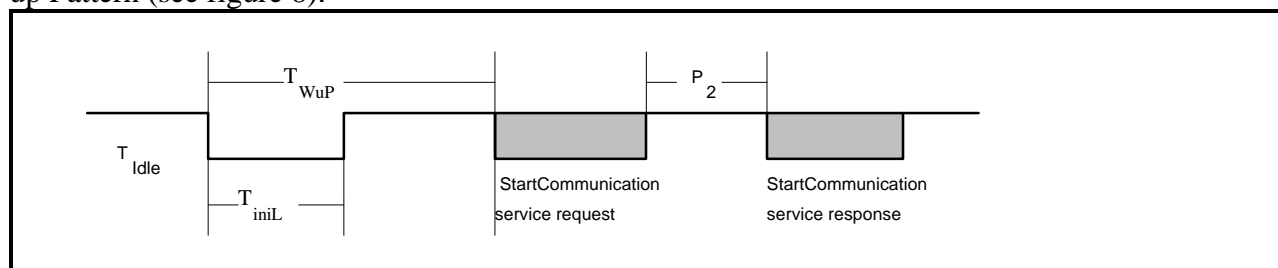 up Pattern (see figure 8).
T WuP
P 2
T Idle
T iniL
StartCommunication
service request
StartCommunication
service response